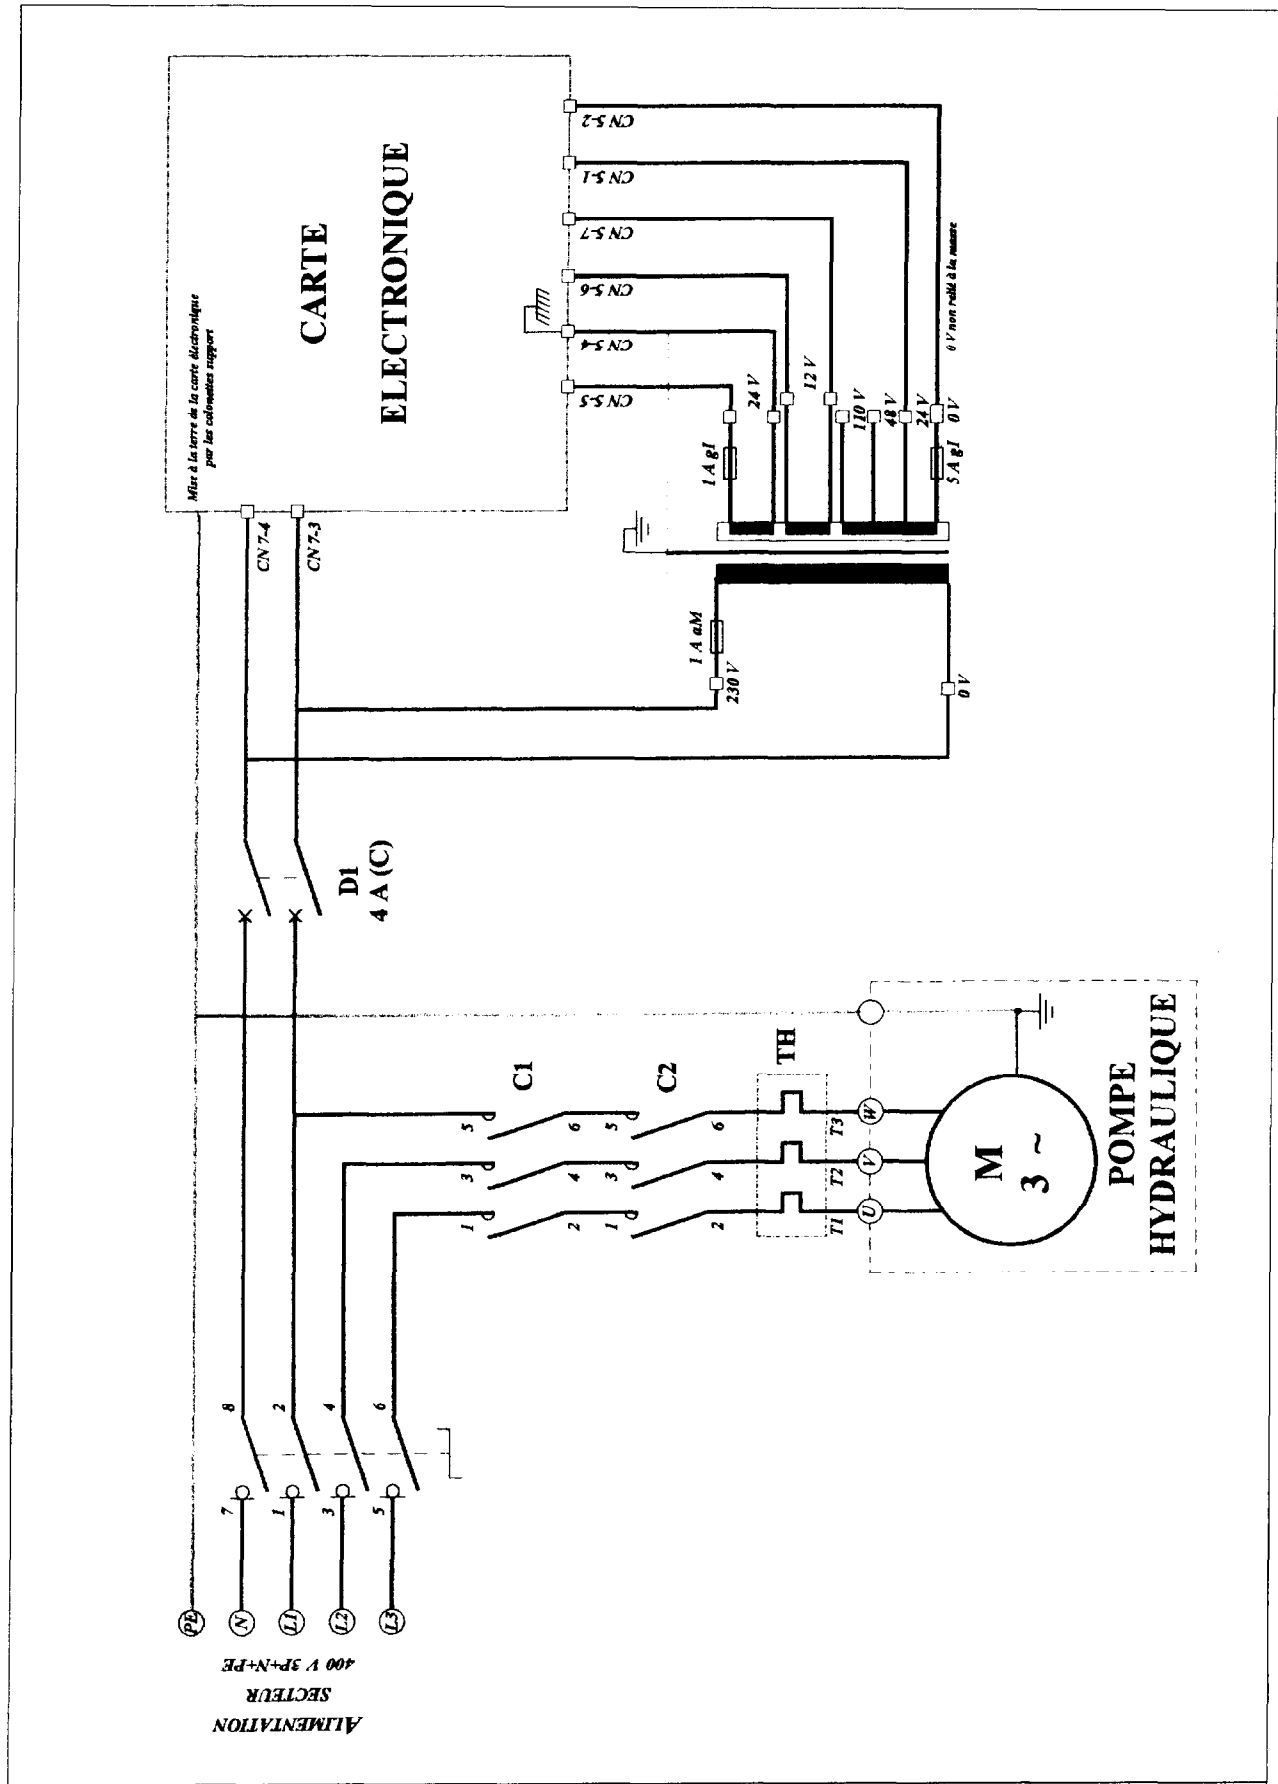 ALIMENTATION
SECTEUR
400 V 3P+N+PE
PE
N
L1
L2
L3
7
1
3
5
8
2
4
6
D1
4 A (C)
CN 7-4
CN 7-3
Mise à la terre de la carte électronique
par les colonettes support
CARTE
ELECTRONIQUE
CN 5-5
CN 5-4
CN 5-6
CN 5-7
CN 5-1
CN 5-2
230 V
1 A aM
0 V
1 A gI
24 V
12 V
110 V
48 V
24 V
5 A gI
0 V
0 V non relié à la masse
C1
1
3
5
2
4
6
C2
1
3
5
2
4
6
TH
T1
T2
T3
U
V
W
M
3 ~
POMPE
HYDRAULIQUE